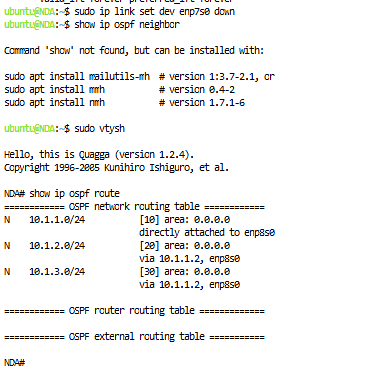 ubuntu@NDA:~$ sudo ip link set dev enp7s0 down
ubuntu@NDA:~$ show ip ospf neighbor
Command 'show' not found, but can be installed with:
sudo apt install mailutils-mh # version 1:3.7-2.1, or
sudo apt install mmh # version 0.4-2
sudo apt install nmh # version 1.7.1-6
ubuntu@NDA:~$ sudo vtysh
Hello, this is Quagga (version 1.2.4).
Copyright 1996-2005 Kunihiro Ishiguro, et al.
NDA# show ip ospf route
============ OSPF network routing table ============
N 10.1.1.0/24 [10] area: 0.0.0.0
directly attached to enp8s0
N 10.1.2.0/24 [20] area: 0.0.0.0
via 10.1.1.2, enp8s0
N 10.1.3.0/24 [30] area: 0.0.0.0
via 10.1.1.2, enp8s0
============ OSPF router routing table =============
============ OSPF external routing table ===========
NDA#